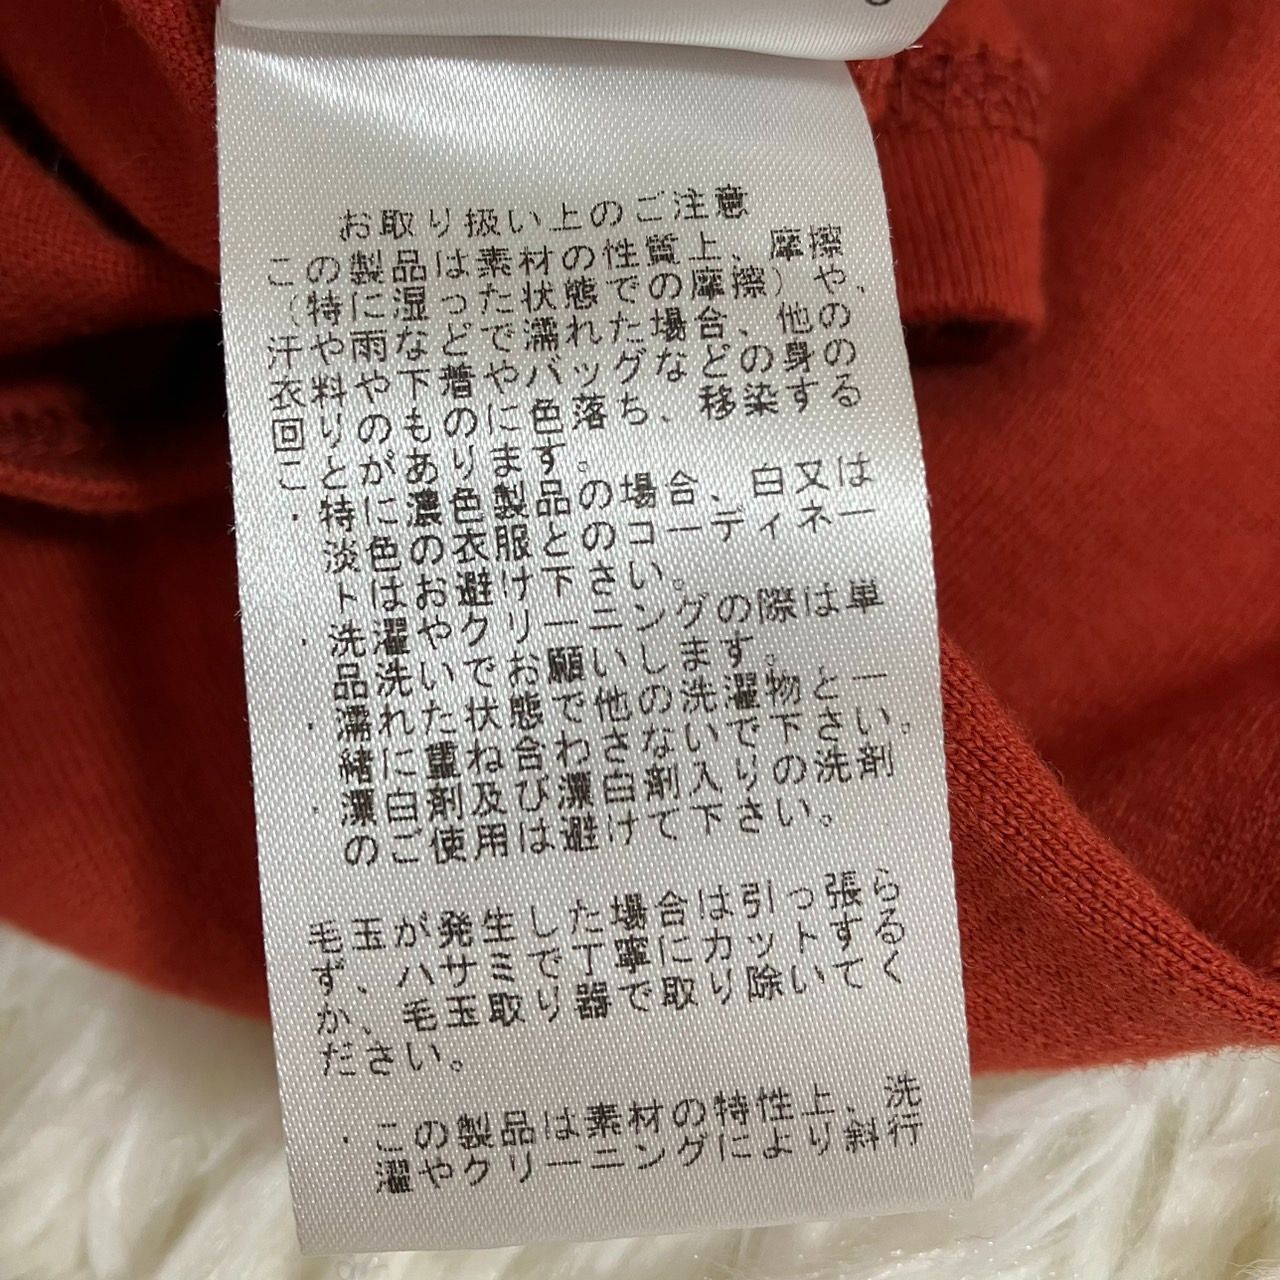 お取り扱い上のご注意
この製品は素材の性質上、摩擦
(特に湿った状態での摩擦)や、
汗や雨などで濡れた場合、他の
衣料や下着やバッグなどの身の
回りのものにも色落ち、移染する
ことがあります。
・特に濃色製品の場合、白又は
淡色の衣服とのコーディネー
トはお避け下さい。
・洗濯やクリーニングの際は単
品洗いでお願いします。
・濡れた状態で他の洗濯物と一
緒に重ね合わさないで下さい。
・漂白剤及び漂白剤入りの洗剤
のご使用は避けて下さい。
毛玉が発生した場合は引っ張ら
ず、ハサミで丁寧にカットする
か、毛玉取り器で取り除いてく
ださい。
・この製品は素材の特性上、洗
濯やクリーニングにより斜行